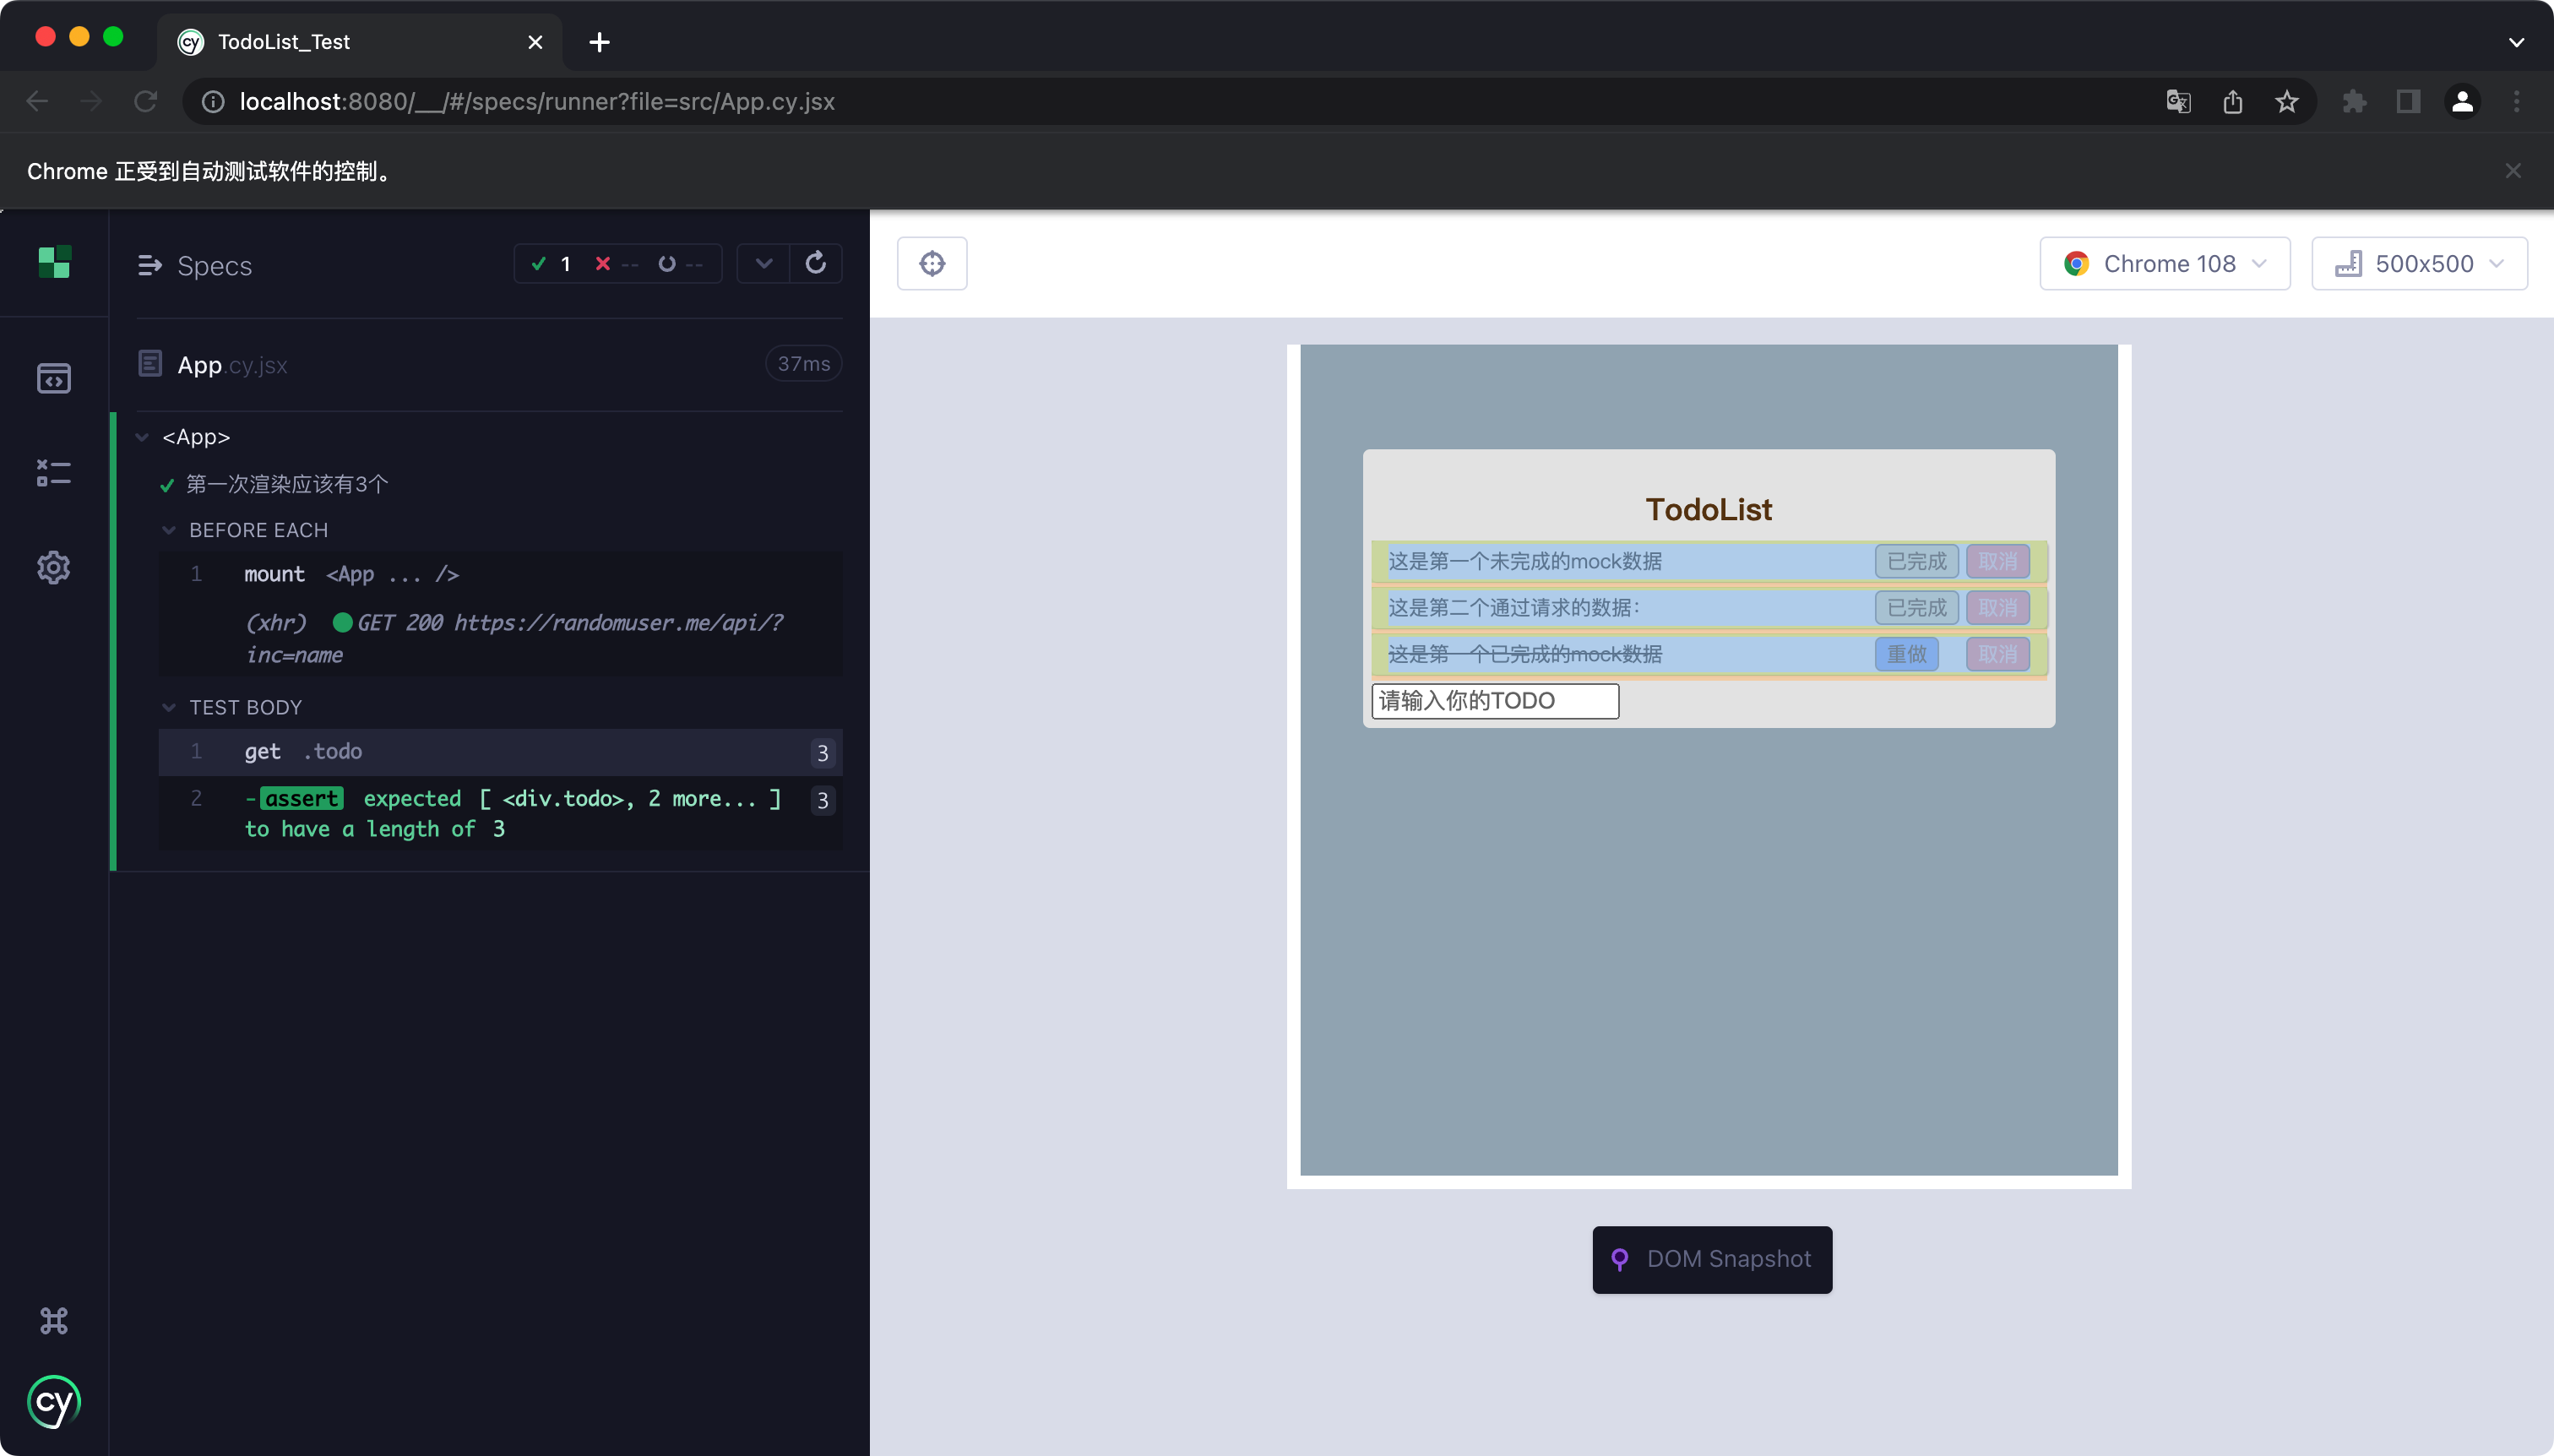 TodoList_Test
localhost:8080/__/#/specs/runner?file=src/App.cy.jsx
Chrome 正受到自动测试软件的控制。
Specs
1 -- --
Chrome 108
500x500
App.cy.jsx
37ms
<App>
第一次渲染应该有3个
BEFORE EACH
1 mount <App ... />
(xhr) GET 200 https://randomuser.me/api/?
inc=name
TEST BODY
1 get .todo 3
2 -assert expected [ <div.todo>, 2 more... ] 3
to have a length of 3
TodoList
这是第一个未完成的mock数据 已完成 取消
这是第二个通过请求的数据： 已完成 取消
这是第一个已完成的mock数据 重做 取消
请输入你的TODO
DOM Snapshot
cy